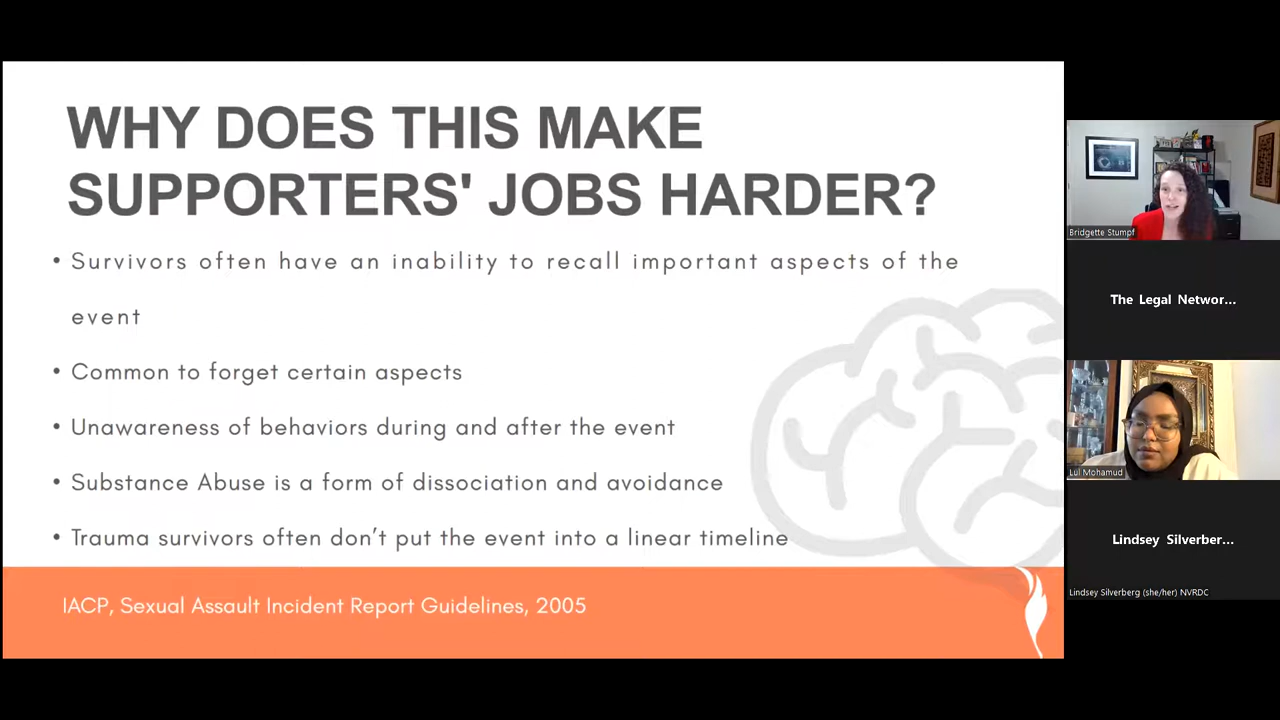 WHY DOES THIS MAKE
SUPPORTERS' JOBS HARDER?
• Survivors often have an inability to recall important aspects of the
event
• Common to forget certain aspects
• Unawareness of behaviors during and after the event
• Substance Abuse is a form of dissociation and avoidance
• Trauma survivors often don't put the event into a linear timeline
IACP, Sexual Assault Incident Report Guidelines, 2005
Bridgette Stumpf
The Legal Networ...
Lul Mohamud
Lindsey Silverber...
Lindsey Silverberg (she/her) NVRDC